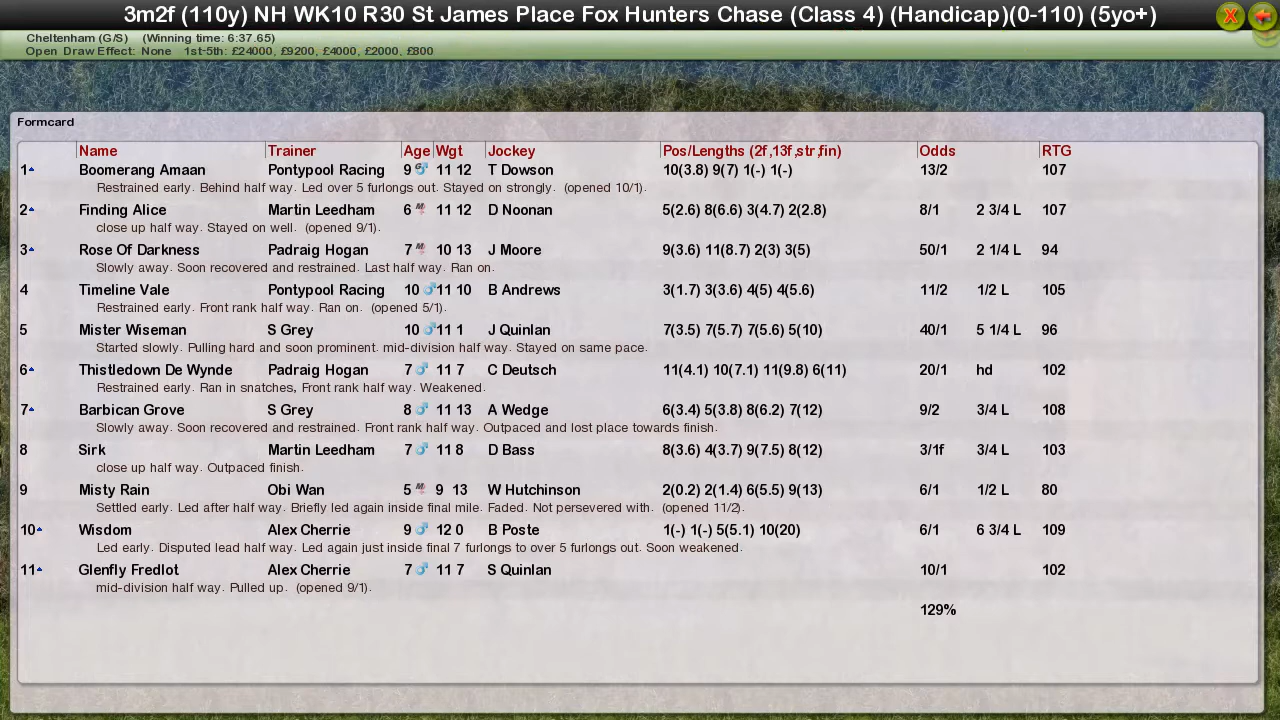 3m2f (110y) NH WK10 R30 St James Place Fox Hunters Chase (Class 4) (Handicap)(0-110) (5yo+)
X
Cheltenham (G/S) (Winning time: 6:37.65)
Open Draw Effect: None 1st-5th: £24000, £9200, £4000, £2000, £800
Formcard
Name Trainer Age Wgt Jockey Pos/Lengths (2f,13f,str,fin) Odds RTG
1 Boomerang Amaan Pontypool Racing 9 11 12 T Dowson 10(3.8) 9(7) 1(-) 1(-) 13/2 107
Restrained early. Behind half way. Led over 5 furlongs out. Stayed on strongly. (opened 10/1).
2 Finding Alice Martin Leedham 6 11 12 D Noonan 5(2.6) 8(6.6) 3(4.7) 2(2.8) 8/1 2 3/4 L 107
close up half way. Stayed on well. (opened 9/1).
3 Rose Of Darkness Padraig Hogan 7 10 13 J Moore 9(3.6) 11(8.7) 2(3) 3(5) 50/1 2 1/4 L 94
Slowly away. Soon recovered and restrained. Last half way. Ran on.
4 Timeline Vale Pontypool Racing 10 11 10 B Andrews 3(1.7) 3(3.6) 4(5) 4(5.6) 11/2 1/2 L 105
Restrained early. Front rank half way. Ran on. (opened 5/1).
5 Mister Wiseman S Grey 10 11 1 J Quinlan 7(3.5) 7(5.7) 7(5.6) 5(10) 40/1 5 1/4 L 96
Started slowly. Pulling hard and soon prominent. mid-division half way. Stayed on same pace.
6 Thistledown De Wynde Padraig Hogan 7 11 7 C Deutsch 11(4.1) 10(7.1) 11(9.8) 6(11) 20/1 hd 102
Restrained early. Ran in snatches, Front rank half way. Weakened.
7 Barbican Grove S Grey 8 11 13 A Wedge 6(3.4) 5(3.8) 8(6.2) 7(12) 9/2 3/4 L 108
Slowly away. Soon recovered and restrained. Front rank half way. Outpaced and lost place towards finish.
8 Sirk Martin Leedham 7 11 8 D Bass 8(3.6) 4(3.7) 9(7.5) 8(12) 3/1f 3/4 L 103
close up half way. Outpaced finish.
9 Misty Rain Obi Wan 5 9 13 W Hutchinson 2(0.2) 2(1.4) 6(5.5) 9(13) 6/1 1/2 L 80
Settled early. Led after half way. Briefly led again inside final mile. Faded. Not persevered with. (opened 11/2).
10 Wisdom Alex Cherrie 9 12 0 B Poste 1(-) 1(-) 5(5.1) 10(20) 6/1 6 3/4 L 109
Led early. Disputed lead half way. Led again just inside final 7 furlongs to over 5 furlongs out. Soon weakened.
11 Glenfly Fredlot Alex Cherrie 7 11 7 S Quinlan 10/1 102
mid-division half way. Pulled up. (opened 9/1).
129%